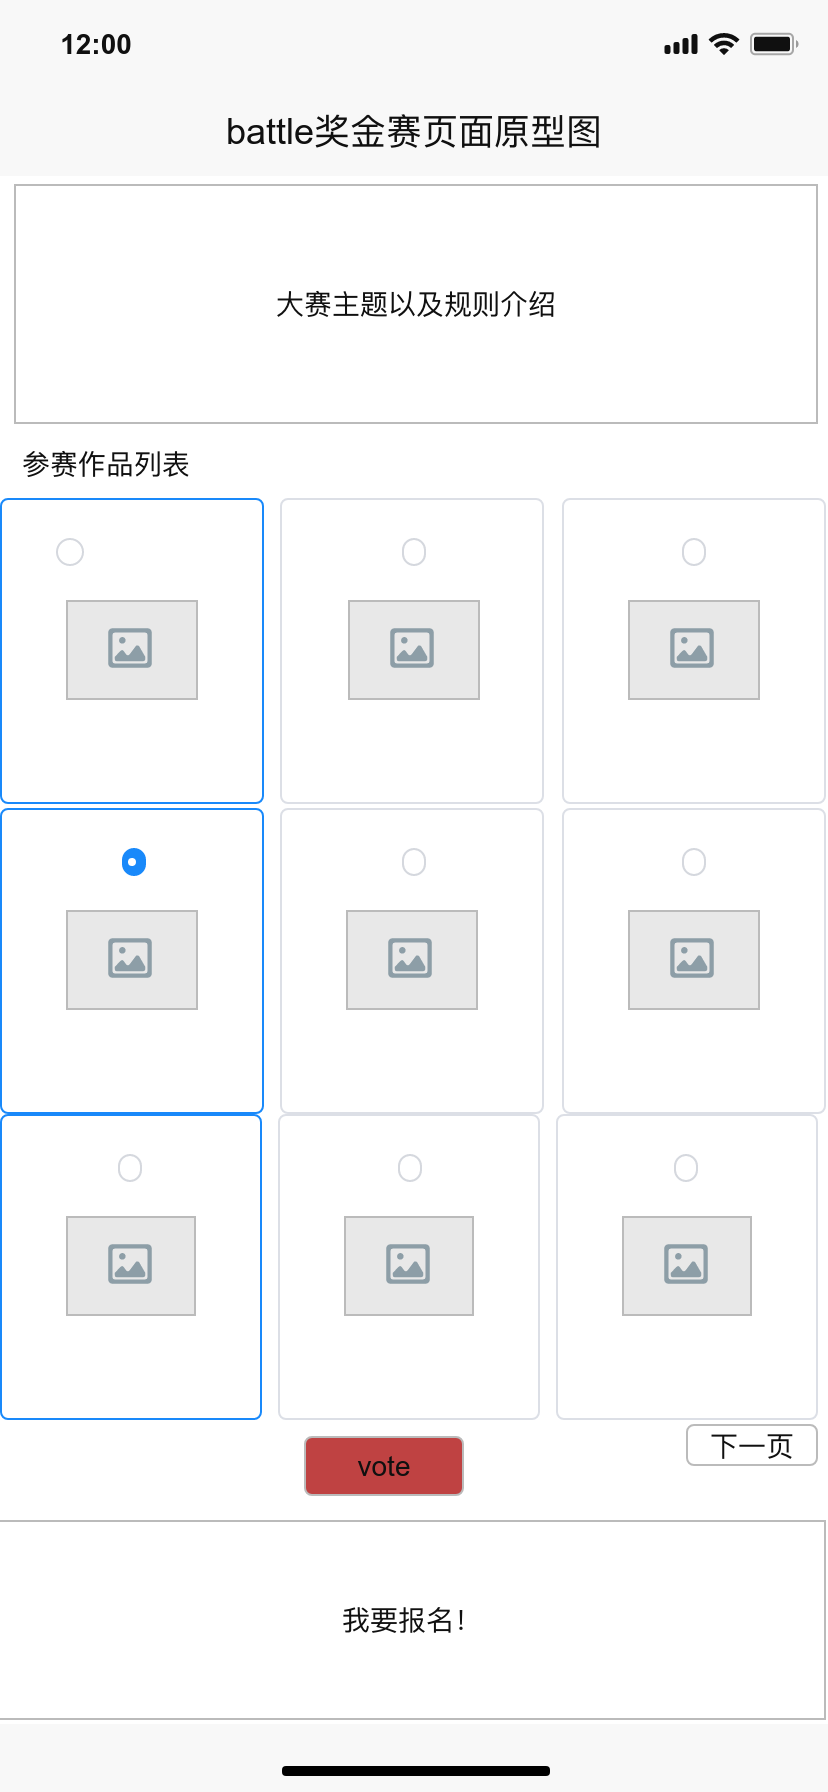 12:00
battle奖金赛页面原型图
大赛主题以及规则介绍
参赛作品列表
下一页
vote
我要报名！